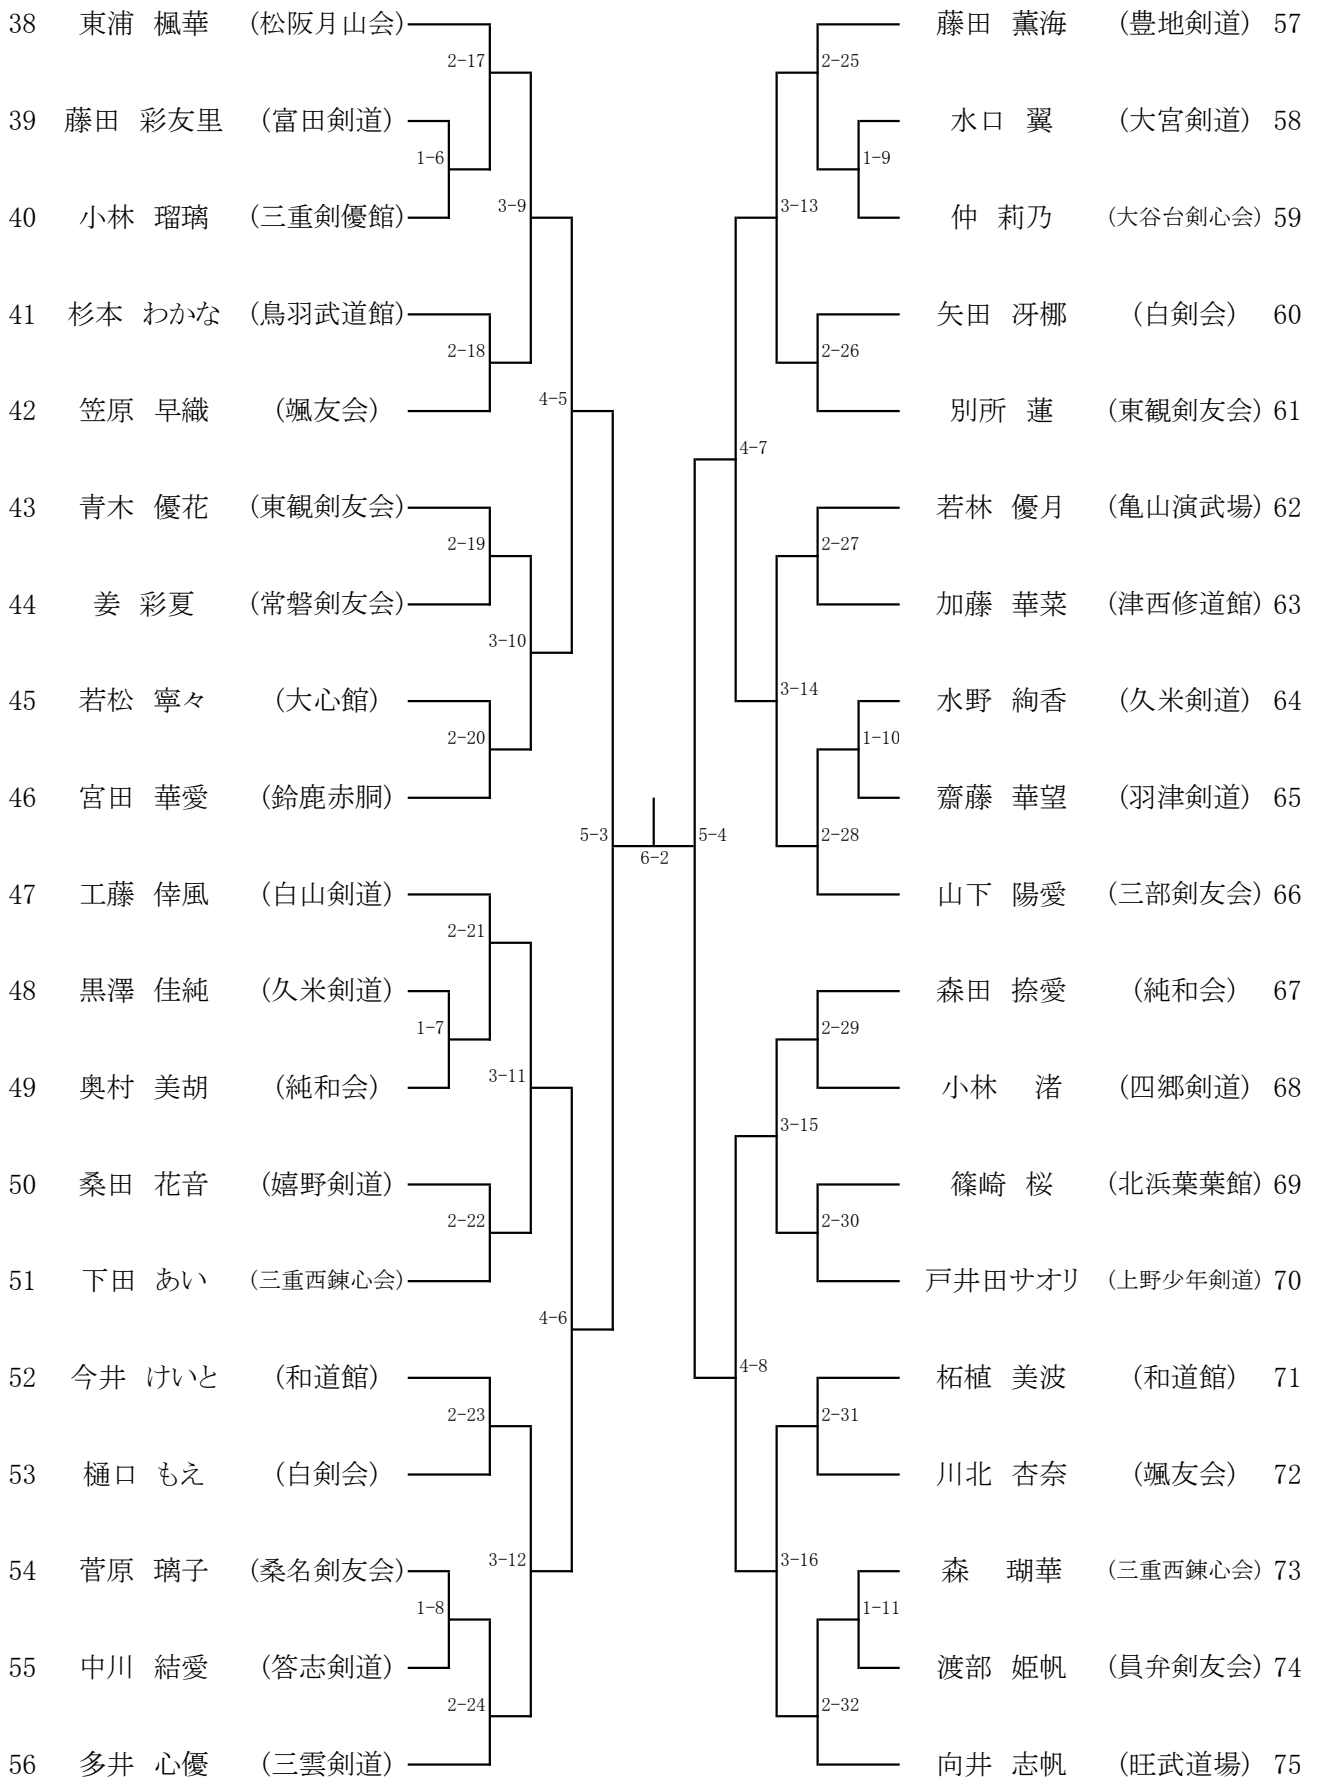 38 東浦 楓華 (松阪月山会)
2-17
39 藤田 彩友里 (富田剣道)
1-6
40 小林 瑠璃 (三重剣優館)
3-9
41 杉本 わかな (鳥羽武道館)
2-18
42 笠原 早織 (颯友会)
4-5
43 青木 優花 (東観剣友会)
2-19
44 姜 彩夏 (常磐剣友会)
3-10
45 若松 寧々 (大心館)
2-20
46 宮田 華愛 (鈴鹿赤胴)
5-3
6-2
47 工藤 倖風 (白山剣道)
2-21
48 黒澤 佳純 (久米剣道)
1-7
49 奥村 美胡 (純和会)
3-11
50 桑田 花音 (嬉野剣道)
2-22
51 下田 あい (三重西錬心会)
4-6
52 今井 けいと (和道館)
2-23
53 樋口 もえ (白剣会)
3-12
54 菅原 璃子 (桑名剣友会)
1-8
55 中川 結愛 (答志剣道)
2-24
56 多井 心優 (三雲剣道)
藤田 薫海 (豊地剣道) 57
2-25
水口 翼 (大宮剣道) 58
1-9
仲 莉乃 (大谷台剣心会) 59
3-13
矢田 冴梛 (白剣会) 60
2-26
別所 蓮 (東観剣友会) 61
4-7
若林 優月 (亀山演武場) 62
2-27
加藤 華菜 (津西修道館) 63
3-14
水野 絢香 (久米剣道) 64
1-10
齋藤 華望 (羽津剣道) 65
2-28
5-4
山下 陽愛 (三部剣友会) 66
森田 捺愛 (純和会) 67
2-29
小林 渚 (四郷剣道) 68
3-15
篠崎 桜 (北浜葉葉館) 69
2-30
戸井田サオリ (上野少年剣道) 70
4-8
柘植 美波 (和道館) 71
2-31
川北 杏奈 (颯友会) 72
3-16
森 瑚華 (三重西錬心会) 73
1-11
渡部 姫帆 (員弁剣友会) 74
2-32
向井 志帆 (旺武道場) 75